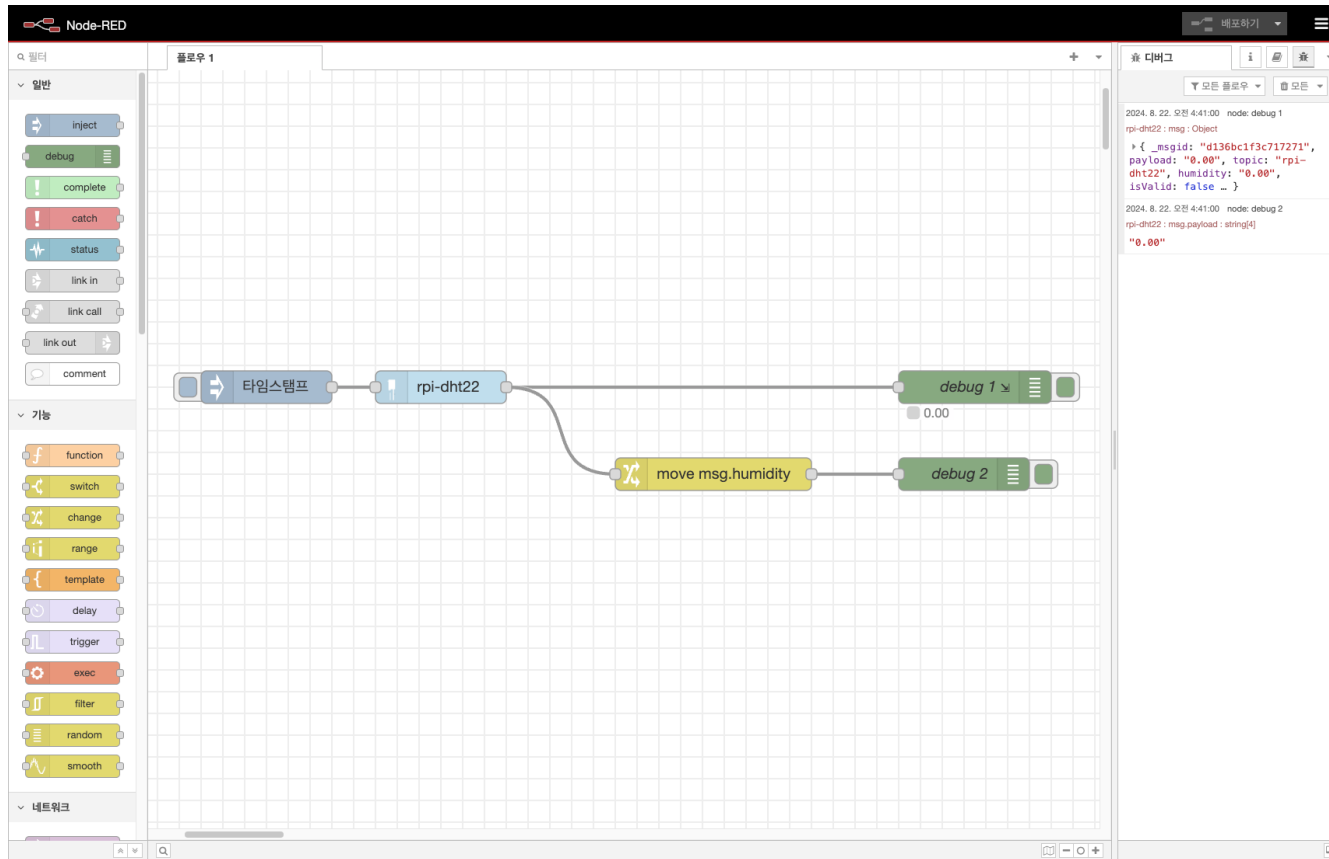 Node-RED
배포하기
필터
플로우 1
디버그
모든 플로우
모든
일반
inject
debug
complete
catch
status
link in
link call
link out
comment
기능
function
switch
change
range
template
delay
trigger
exec
filter
random
smooth
네트워크
타임스탬프
rpi-dht22
debug 1
0.00
move msg.humidity
debug 2
2024. 8. 22. 오전 4:41:00 node: debug 1
rpi-dht22 : msg : Object
{ _msgid: "d136bc1f3c717271",
payload: "0.00", topic: "rpi-
dht22", humidity: "0.00",
isValid: false … }
2024. 8. 22. 오전 4:41:00 node: debug 2
rpi-dht22 : msg.payload : string[4]
"0.00"